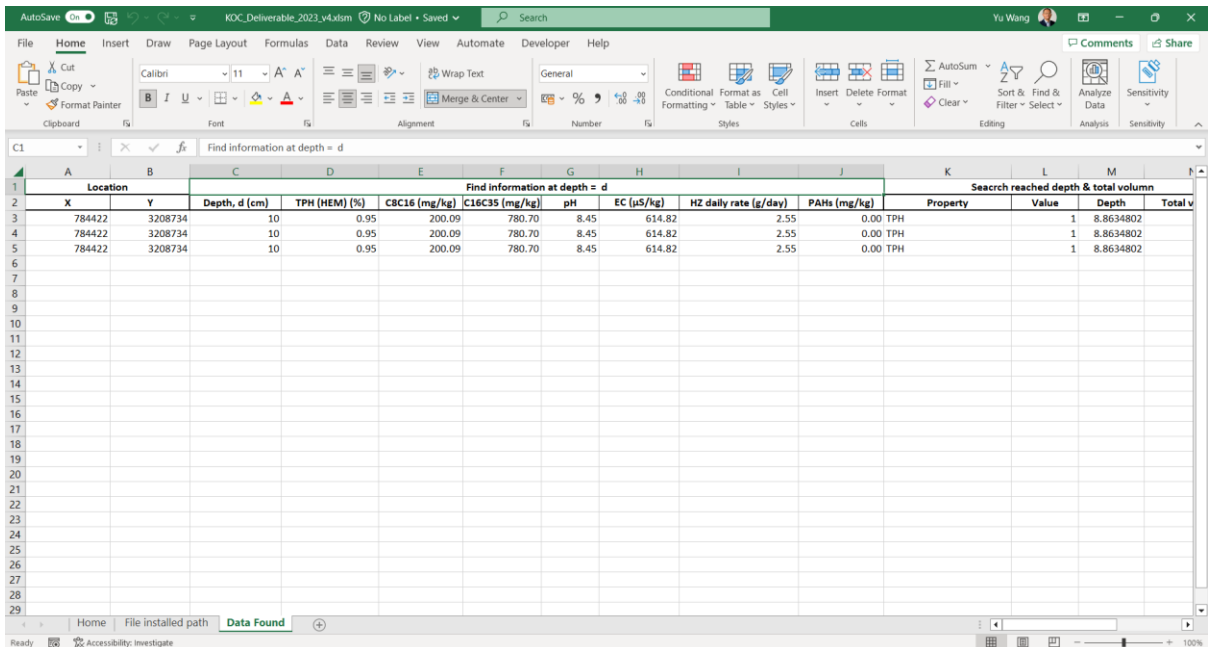 AutoSave On KOC_Deliverable_2023_v4.xlsm No Label • Saved Search Yu Wang
File Home Insert Draw Page Layout Formulas Data Review View Automate Developer Help Comments Share
Paste Cut Copy Format Painter Calibri 11 A A B I U A Wrap Text Merge & Center General % 9 Conditional Formatting Format as Table Cell Styles Insert Delete Format AutoSum Fill Clear Sort & Filter Find & Select Analyze Data Sensitivity
Clipboard Font Alignment Number Styles Cells Editing Analysis Sensitivity
C1 fx Find information at depth = d
A B C D E F G H I J K L M
1 Location Find information at depth = d Seacrch reached depth & total volumn
2 X Y Depth, d (cm) TPH (HEM) (%) C8C16 (mg/kg) C16C35 (mg/kg) pH EC (µS/kg) HZ daily rate (g/day) PAHs (mg/kg) Property Value Depth Total v
3 784422 3208734 10 0.95 200.09 780.70 8.45 614.82 2.55 0.00 TPH 1 8.8634802
4 784422 3208734 10 0.95 200.09 780.70 8.45 614.82 2.55 0.00 TPH 1 8.8634802
5 784422 3208734 10 0.95 200.09 780.70 8.45 614.82 2.55 0.00 TPH 1 8.8634802
6
7
8
9
10
11
12
13
14
15
16
17
18
19
20
21
22
23
24
25
26
27
28
29
Home File installed path Data Found
Ready Accessibility: Investigate 100%